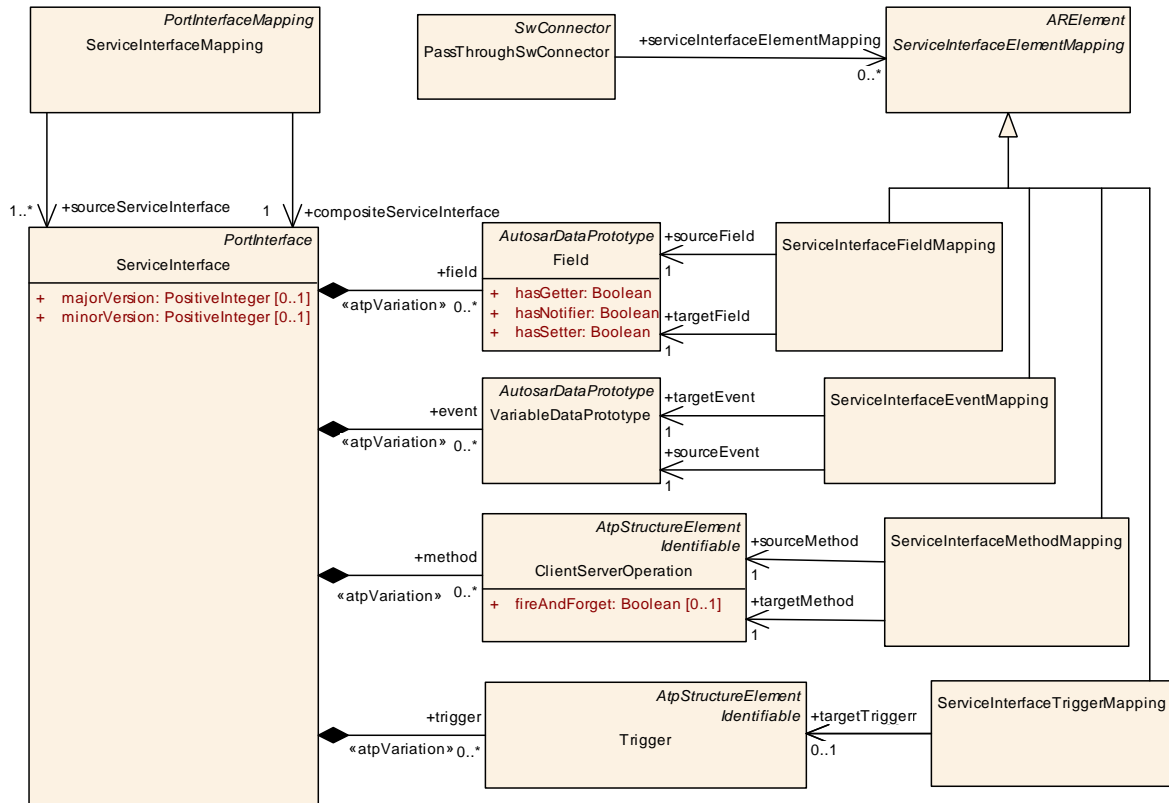 PortInterfaceMapping
ServiceInterfaceMapping
SwConnector
PassThroughSwConnector
+serviceInterfaceElementMapping
0..*
ARElement
ServiceInterfaceElementMapping
1..*
+sourceServiceInterface
1
+compositeServiceInterface
PortInterface
ServiceInterface
+ majorVersion: PositiveInteger [0..1]
+ minorVersion: PositiveInteger [0..1]
+field
«atpVariation»
0..*
AutosarDataPrototype
Field
+ hasGetter: Boolean
+ hasNotifier: Boolean
+ hasSetter: Boolean
+sourceField
1
+targetField
1
ServiceInterfaceFieldMapping
+event
«atpVariation»
0..*
AutosarDataPrototype
VariableDataPrototype
+targetEvent
1
+sourceEvent
1
ServiceInterfaceEventMapping
+method
«atpVariation»
0..*
AtpStructureElement
Identifiable
ClientServerOperation
+ fireAndForget: Boolean [0..1]
+sourceMethod
1
+targetMethod
1
ServiceInterfaceMethodMapping
+trigger
«atpVariation»
0..*
AtpStructureElement
Identifiable
Trigger
+targetTriggerr
0..1
ServiceInterfaceTriggerMapping